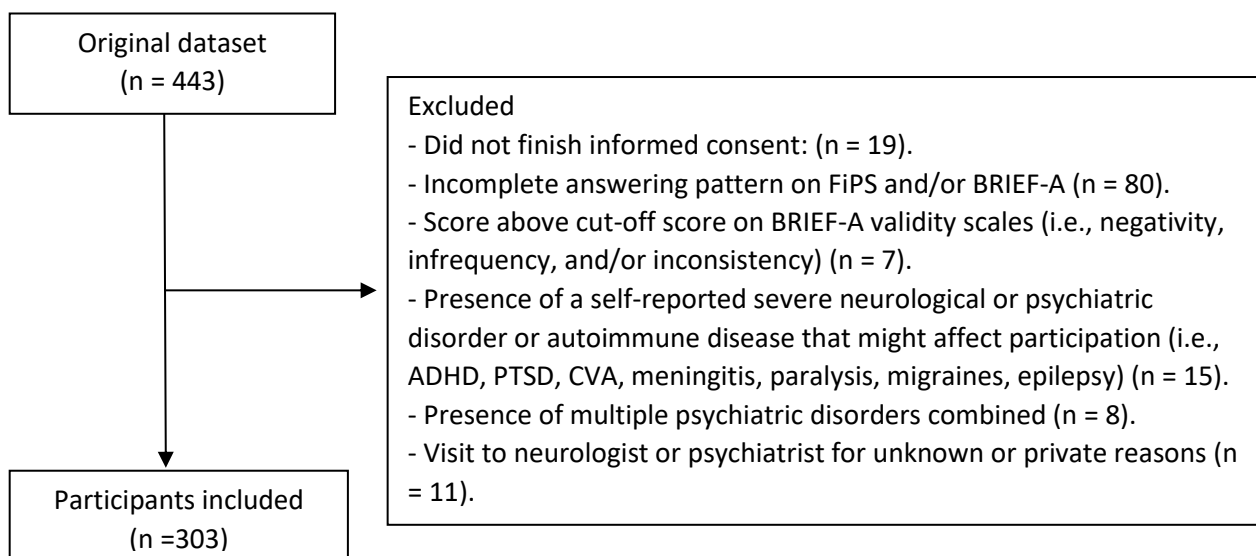 Original dataset
(n = 443)
Excluded
- Did not finish informed consent: (n = 19).
- Incomplete answering pattern on FiPS and/or BRIEF-A (n = 80).
- Score above cut-off score on BRIEF-A validity scales (i.e., negativity,
infrequency, and/or inconsistency) (n = 7).
- Presence of a self-reported severe neurological or psychiatric
disorder or autoimmune disease that might affect participation (i.e.,
ADHD, PTSD, CVA, meningitis, paralysis, migraines, epilepsy) (n = 15).
- Presence of multiple psychiatric disorders combined (n = 8).
- Visit to neurologist or psychiatrist for unknown or private reasons (n
= 11).
Participants included
(n =303)